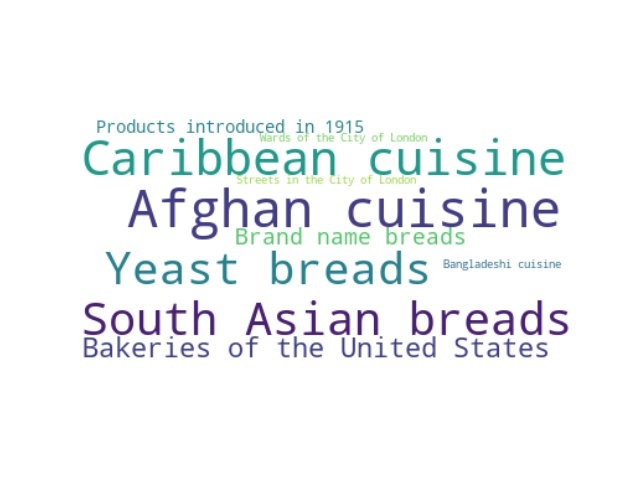 Products introduced in 1915
Wards of the City of London
Caribbean cuisine
Streets in the City of London
Afghan cuisine
Brand name breads
Yeast breads
Bangladeshi cuisine
South Asian breads
Bakeries of the United States